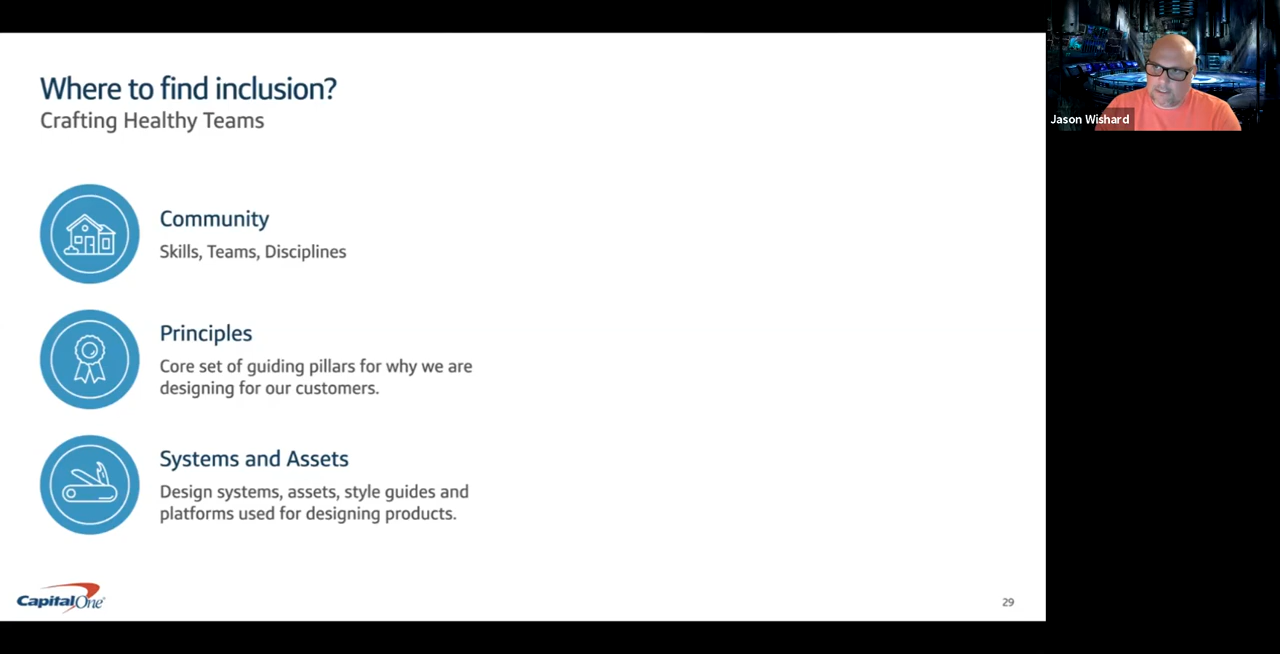 Where to find inclusion?
Crafting Healthy Teams
Community
Skills, Teams, Disciplines
Principles
Core set of guiding pillars for why we are
designing for our customers.
Systems and Assets
Design systems, assets, style guides and
platforms used for designing products.
Capital One
29
Jason Wishard